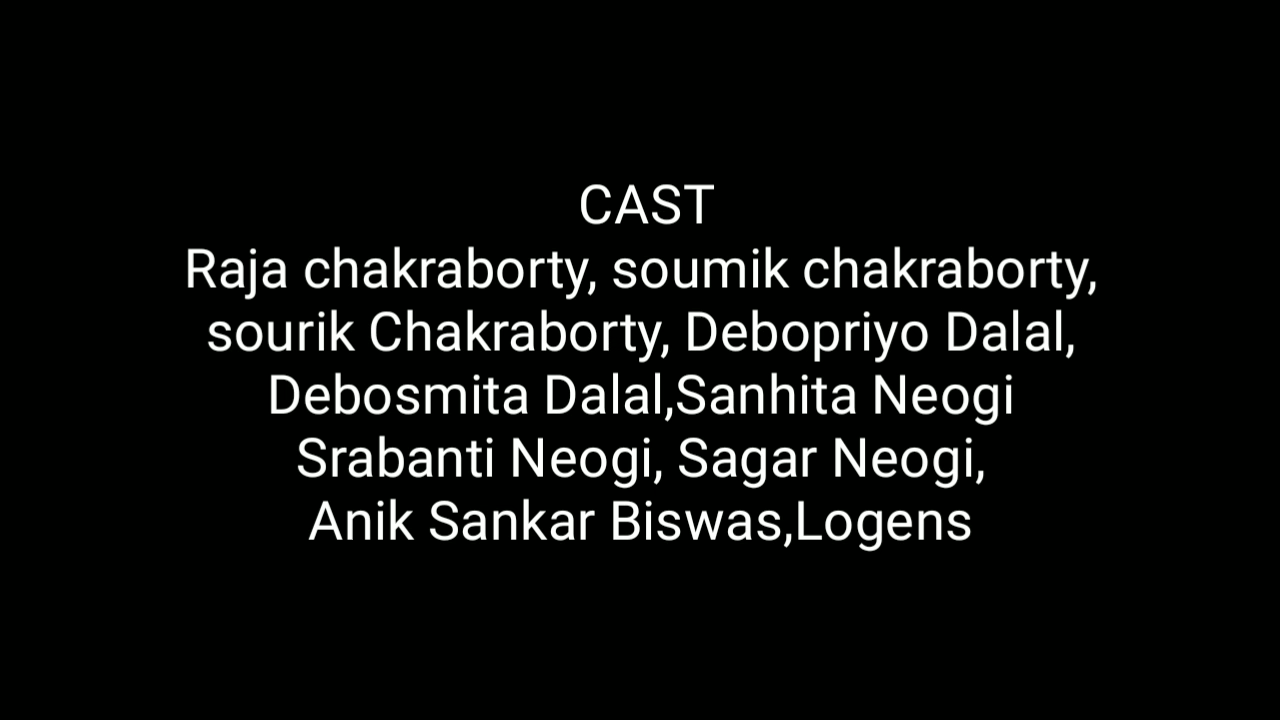 CAST
Raja chakraborty, soumik chakraborty,
sourik Chakraborty, Debopriyo Dalal,
Debosmita Dalal,Sanhita Neogi
Srabanti Neogi, Sagar Neogi,
Anik Sankar Biswas,Logens